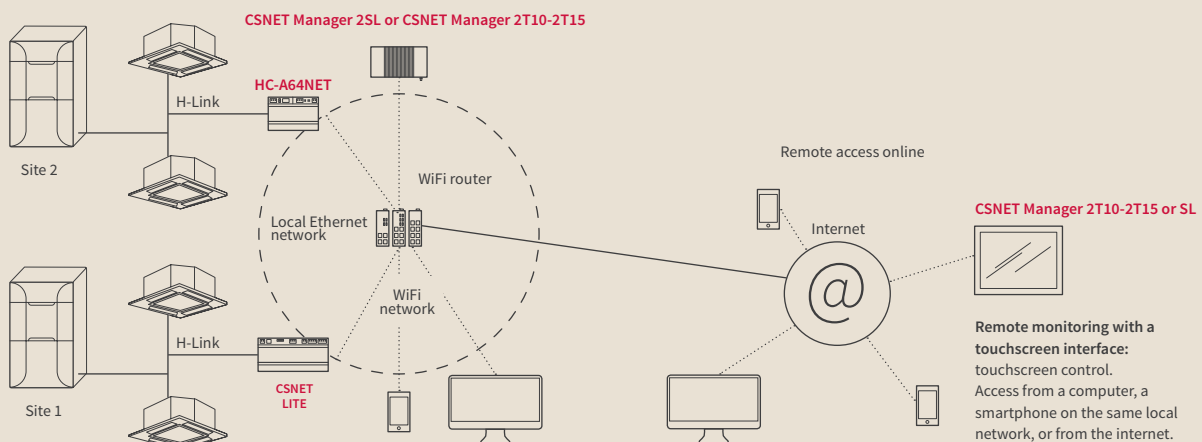 CSNET Manager 2SL or CSNET Manager 2T10-2T15
HC-A64NET
H-Link
Site 2
WiFi router
Local Ethernet
network
Remote access online
CSNET Manager 2T10-2T15 or SL
Internet
@
WiFi
network
H-Link
CSNET
LITE
Site 1
Remote monitoring with a
touchscreen interface:
touchscreen control.
Access from a computer, a
smartphone on the same local
network, or from the internet.